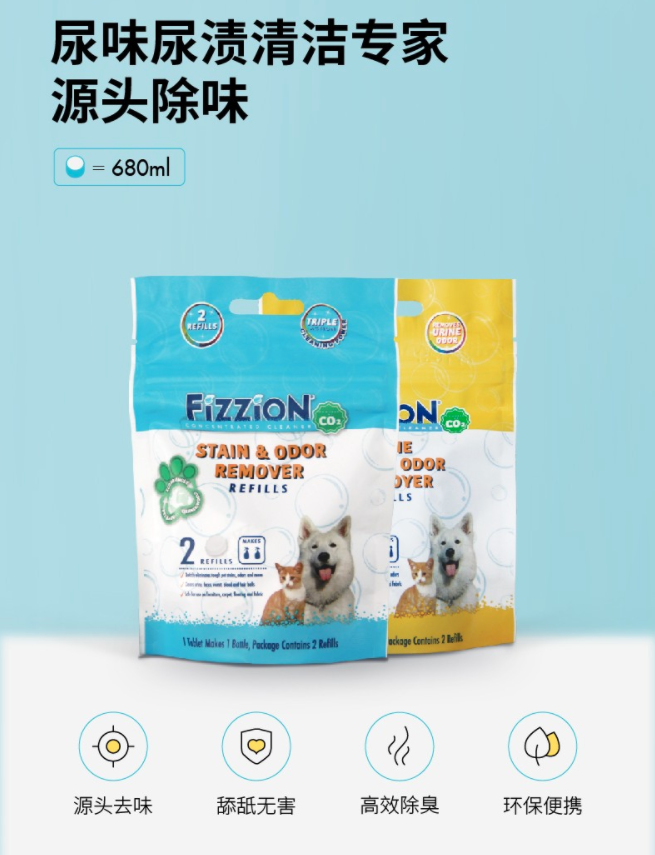 尿味尿渍清洁专家
源头除味
= 680ml
2
REFILLS
TRIPLE
REMOVES
URINE
ODOR
FiZZiON
CO₂
CONCENTRATED CLEANER
STAIN & ODOR
REMOVER
REFILLS
2 REFILLS
MAKES
1 Tablet Makes 1 Bottle, Package Contains 2 Refills
ON
CO₂
NE
ODOR
OVER
LLS
ackage Contains 2 Refills
源头去味
舔舐无害
高效除臭
环保便携